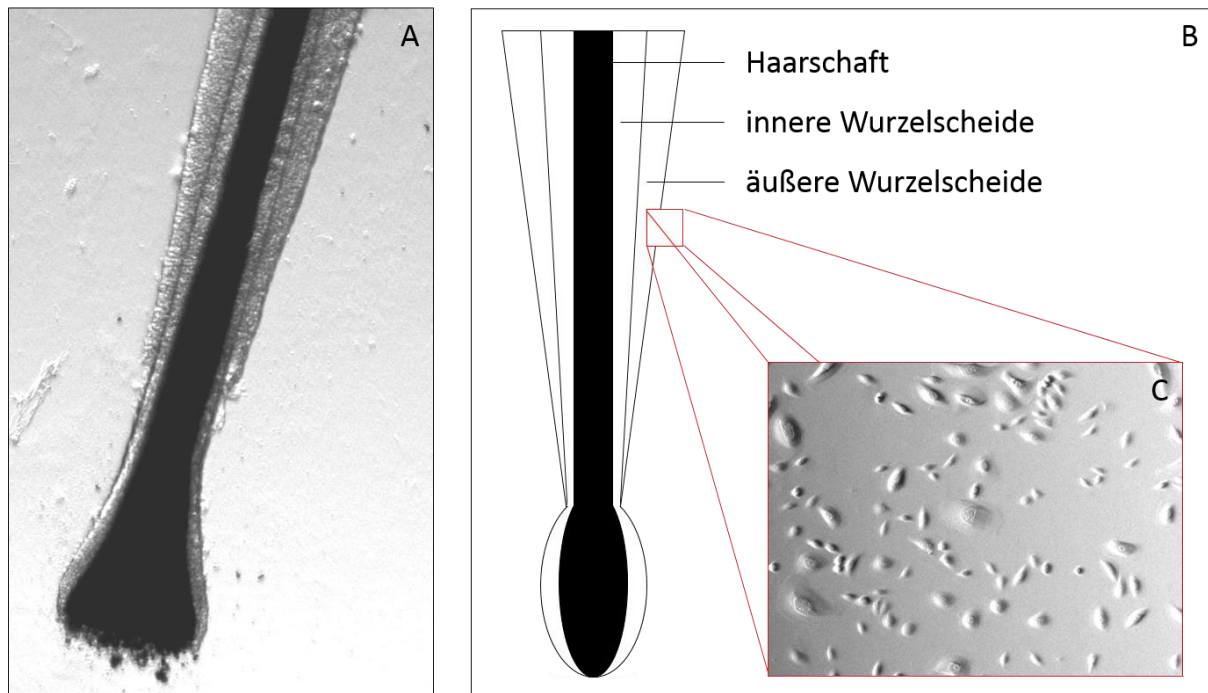 A
B
Haarschaft
innere Wurzelscheide
äußere Wurzelscheide
C